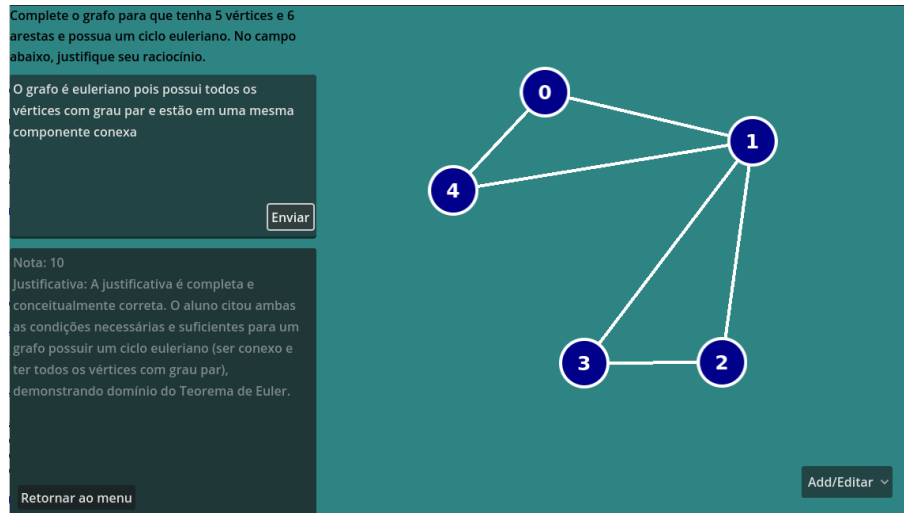 Complete o grafo para que tenha 5 vértices e 6
arestas e possua um ciclo euleriano. No campo
abaixo, justifique seu raciocínio.
O grafo é euleriano pois possui todos os
vértices com grau par e estão em uma mesma
componente conexa
Enviar
Nota: 10
Justificativa: A justificativa é completa e
conceitualmente correta. O aluno citou ambas
as condições necessárias e suficientes para um
grafo possuir um ciclo euleriano (ser conexo e
ter todos os vértices com grau par),
demonstrando domínio do Teorema de Euler.
Retornar ao menu
0
1
4
3
2
Add/Editar